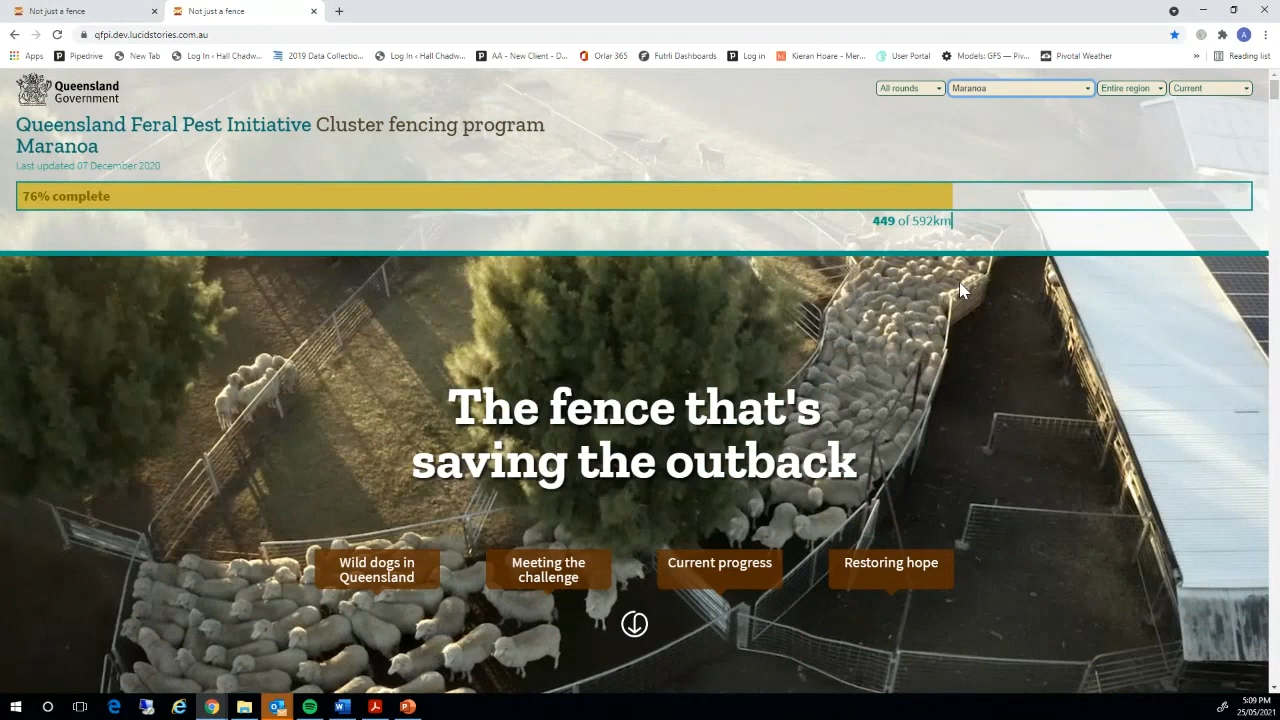 Not just a fence
Not just a fence
qfpi.dev.lucidstories.com.au
A
Apps
Pipedrive
New Tab
Log In ‹ Hall Chadw...
2019 Data Collectio...
Log In ‹ Hall Chadw...
AA - New Client - D...
Orlar 365
Futrli Dashboards
Log in
Kieran Hoare - Mer...
User Portal
Models: GFS — Piv...
Pivotal Weather
»
Reading list
Queensland
Government
All rounds
Maranoa
Entire region
Current
Queensland Feral Pest Initiative Cluster fencing program
Maranoa
Last updated 07 December 2020
76% complete
449 of 592km
The fence that's
saving the outback
Wild dogs in
Queensland
Meeting the
challenge
Current progress
Restoring hope
5:09 PM
25/05/2021